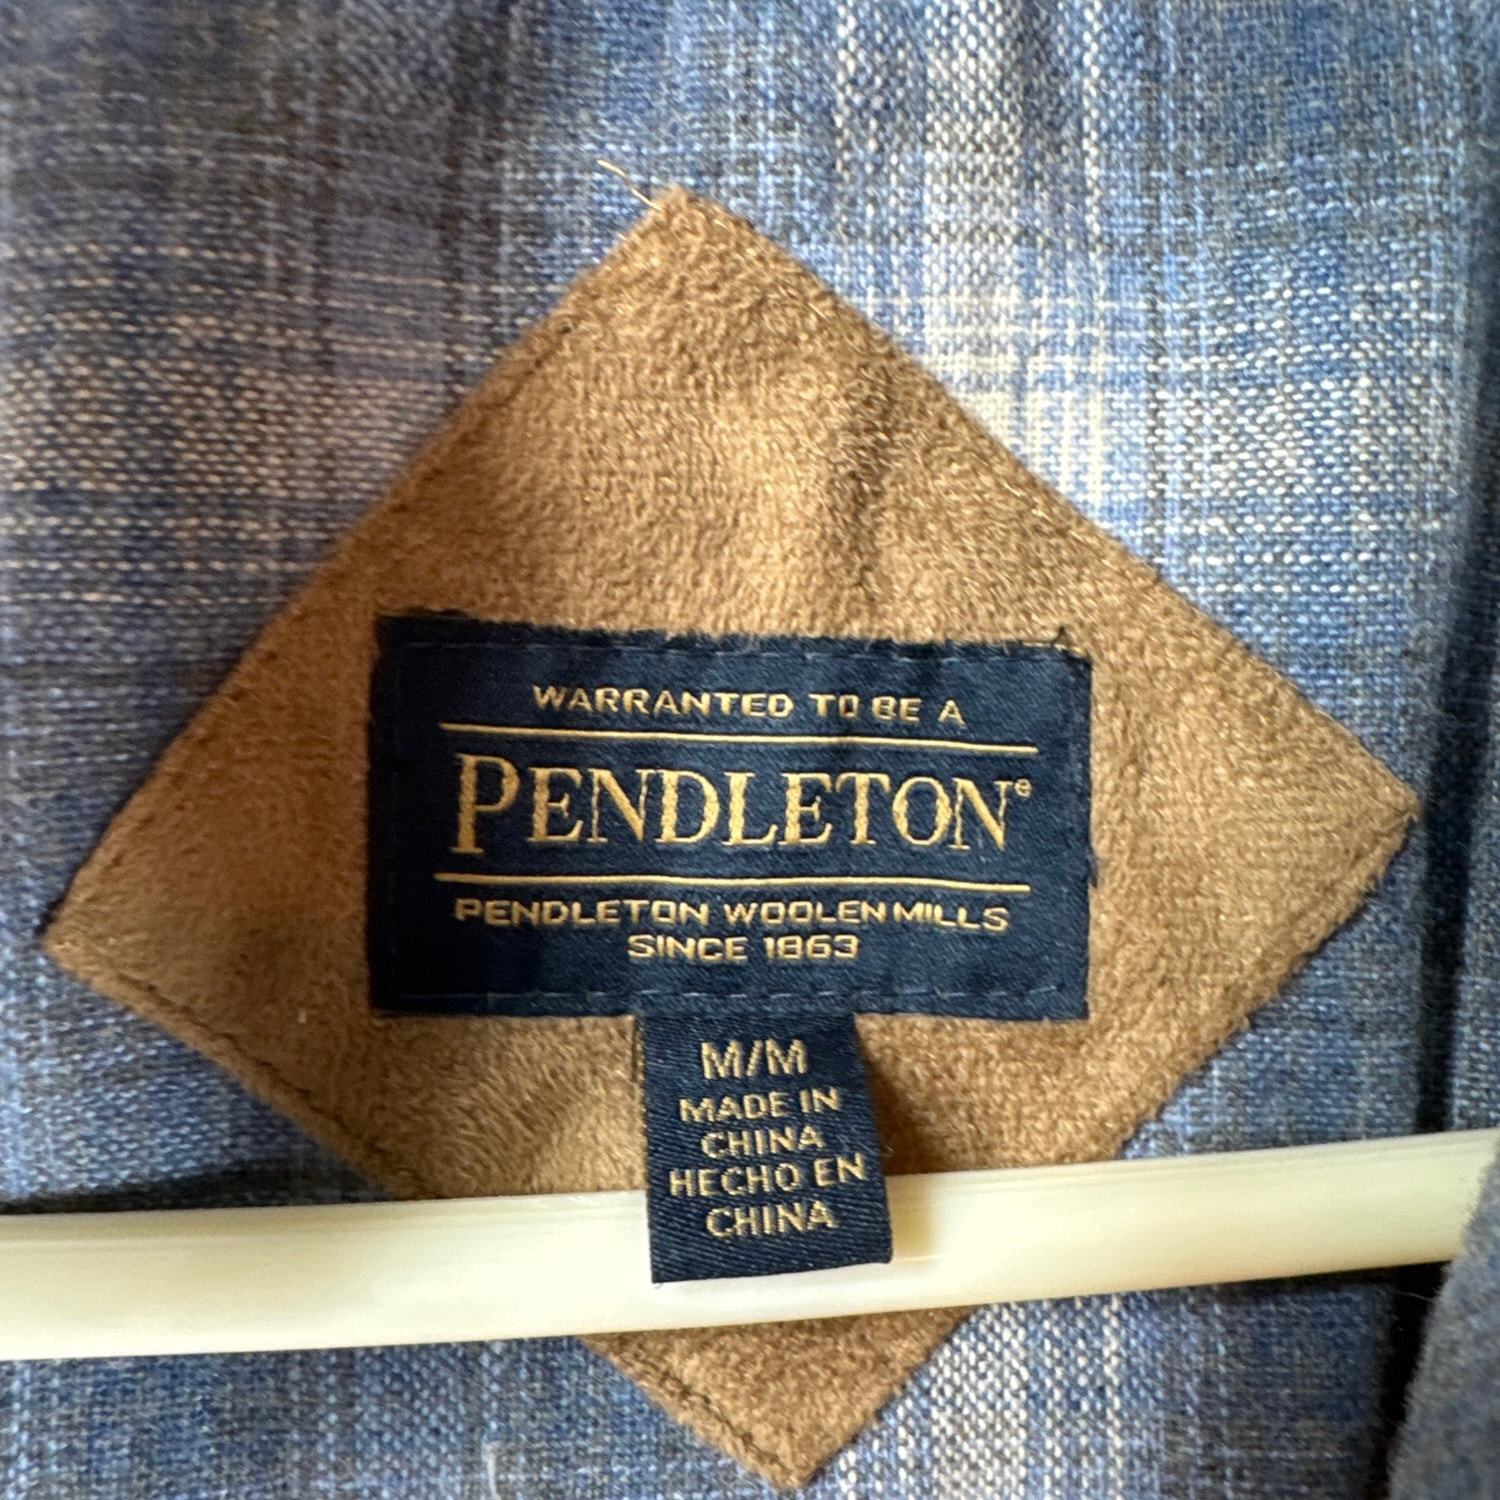 WARRANTED TO BE A
PENDLETON®
PENDLETON WOOLEN MILLS
SINCE 1863
M/M
MADE IN
CHINA
HECHO EN
CHINA